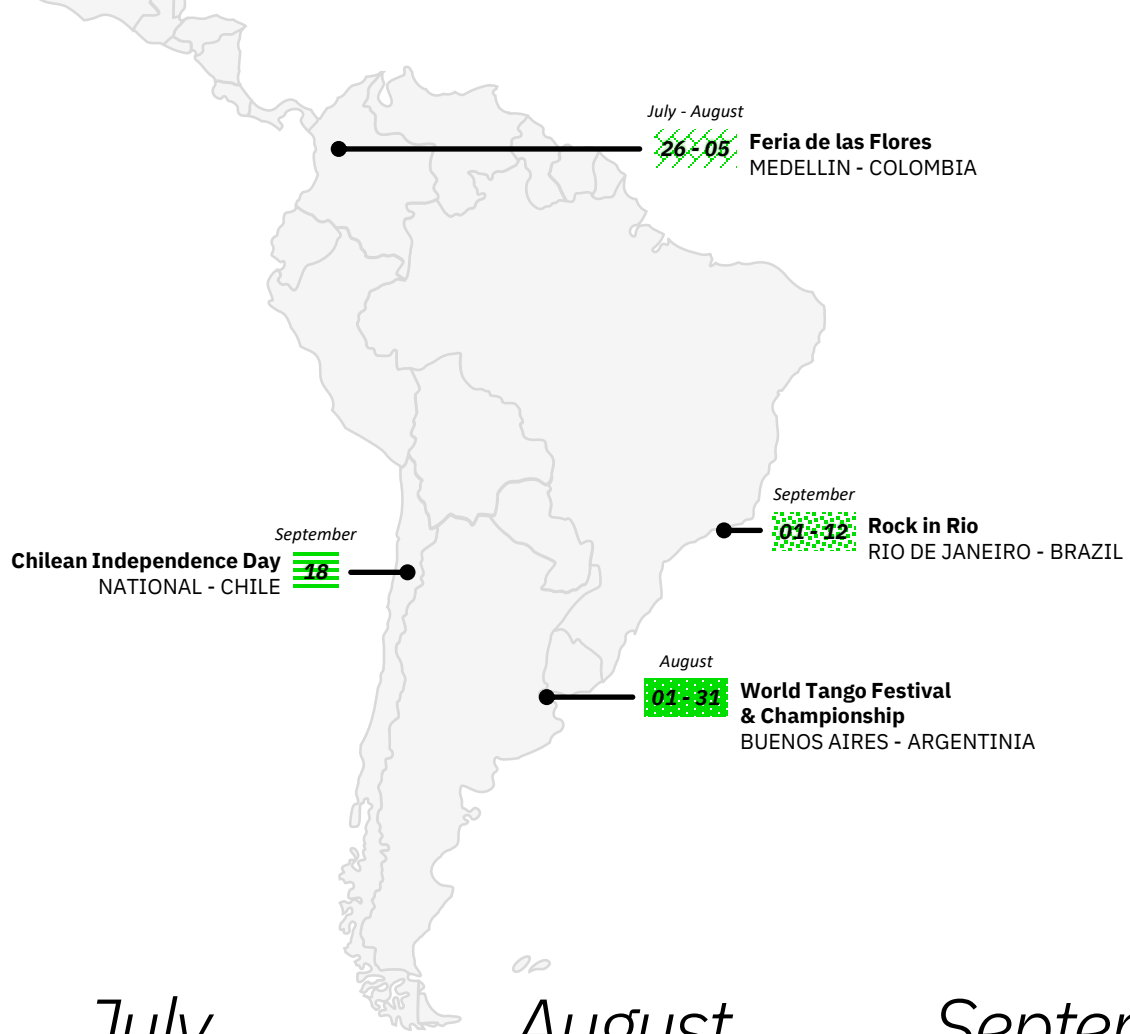 July - August
26 - 05
Feria de las Flores
MEDELLIN - COLOMBIA
September
01 - 12
Rock in Rio
RIO DE JANEIRO - BRAZIL
September
Chilean Independence Day
18
NATIONAL - CHILE
August
01 - 31
World Tango Festival
& Championship
BUENOS AIRES - ARGENTINIA
July
August
Septer